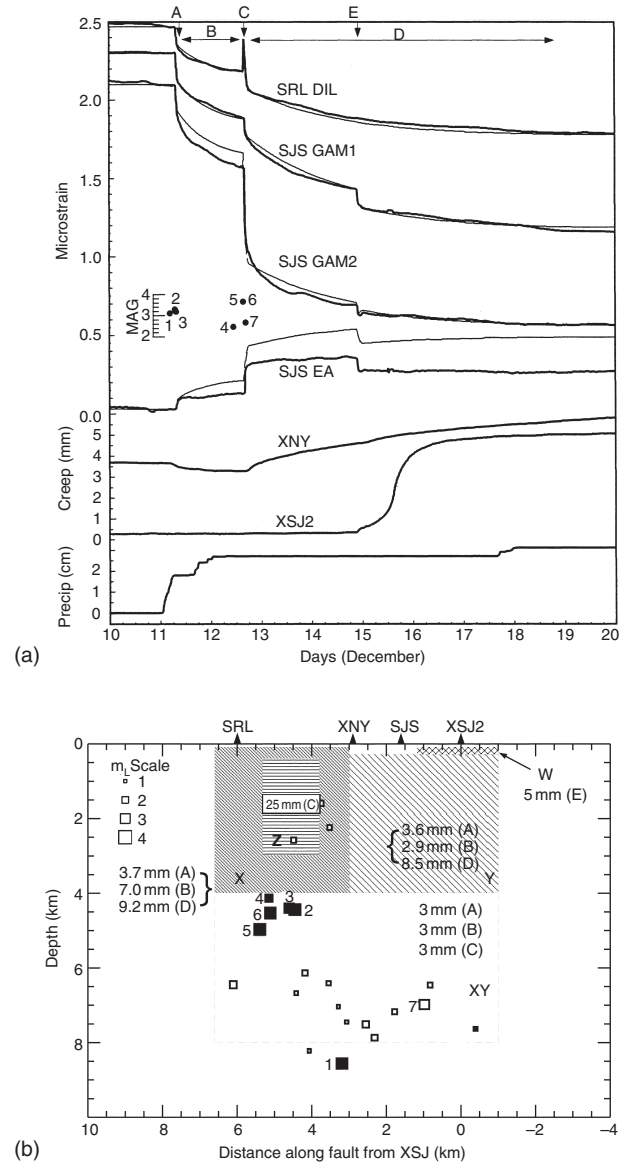 A C E
B D
2.5
2.0
1.5
1.0
0.5
0.0
Microstrain
SRL DIL
SJS GAM1
SJS GAM2
SJS EA
MAG
4
3
2
1 2 3
4 5 6 7
Creep (mm)
5
4
3
2
1
0
XNY
XSJ2
Precip (cm)
2
1
0
10 11 12 13 14 15 16 17 18 19 20
Days (December)
(a)
SRL XNY SJS XSJ2
0
2
4
6
8
Depth (km)
mL Scale
1
2
3
4
25 mm (C)
Z
X
Y
W
5 mm (E)
3.6 mm (A)
2.9 mm (B)
8.5 mm (D)
3.7 mm (A)
7.0 mm (B)
9.2 mm (D)
3 mm (A)
3 mm (B)
3 mm (C)
4 3
6 2
5
7
XY
1
10 8 6 4 2 0 −2 −4
Distance along fault from XSJ (km)
(b)